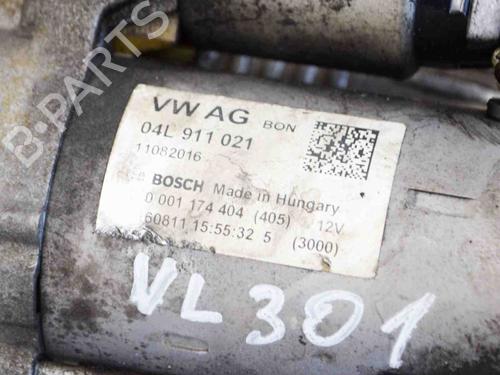 B-PARTS
VW AG BON
04L 911 021
11082016
BOSCH Made in Hungary
0 001 174 404 (405) 12V
60811 15:55:32 5 (3000)
VL 301